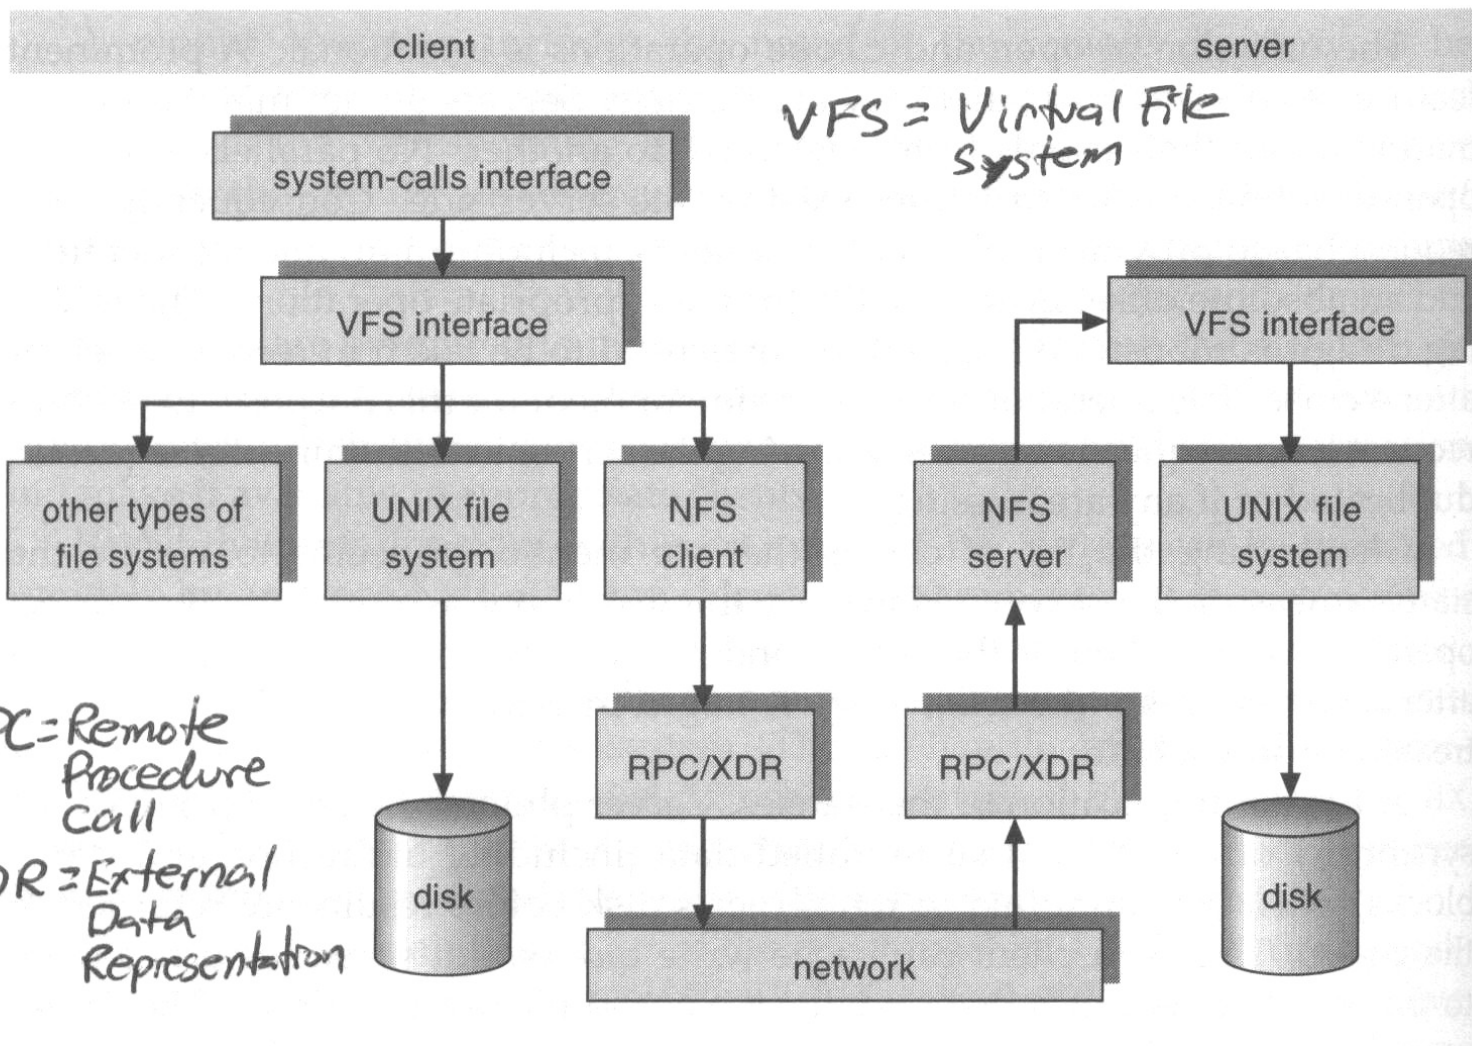 client
server
VFS = Virtual File
System
system-calls interface
VFS interface
VFS interface
other types of
file systems
UNIX file
system
NFS
client
NFS
server
UNIX file
system
PC = Remote
Procedure
Call
RPC/XDR
RPC/XDR
DR = External
Data
Representation
disk
disk
network